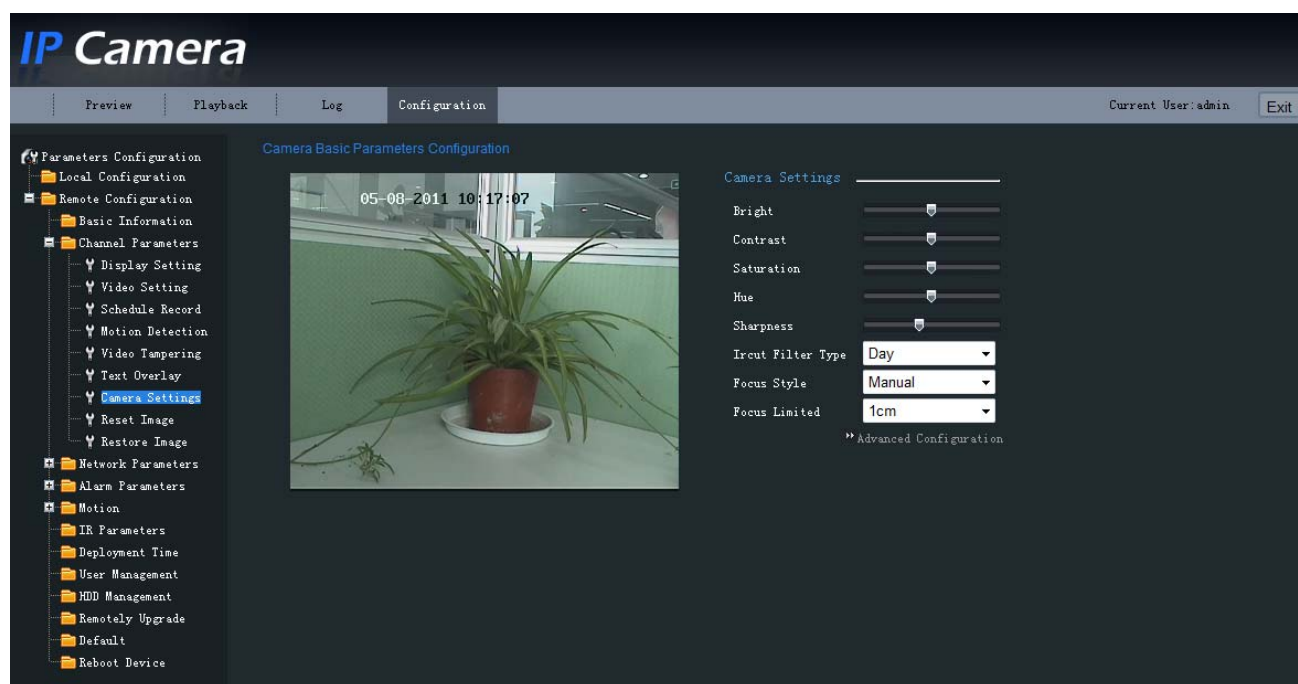 IP Camera
Preview Playback Log Configuration Current User:admin Exit
Parameters Configuration
Local Configuration
Remote Configuration
Basic Information
Channel Parameters
Display Setting
Video Setting
Schedule Record
Motion Detection
Video Tampering
Text Overlay
Camera Settings
Reset Image
Restore Image
Network Parameters
Alarm Parameters
Motion
IR Parameters
Deployment Time
User Management
HDD Management
Remotely Upgrade
Default
Reboot Device
Camera Basic Parameters Configuration
05-08-2011 10:17:07
Camera Settings
Bright
Contrast
Saturation
Hue
Sharpness
Ircut Filter Type Day
Focus Style Manual
Focus Limited 1cm
Advanced Configuration